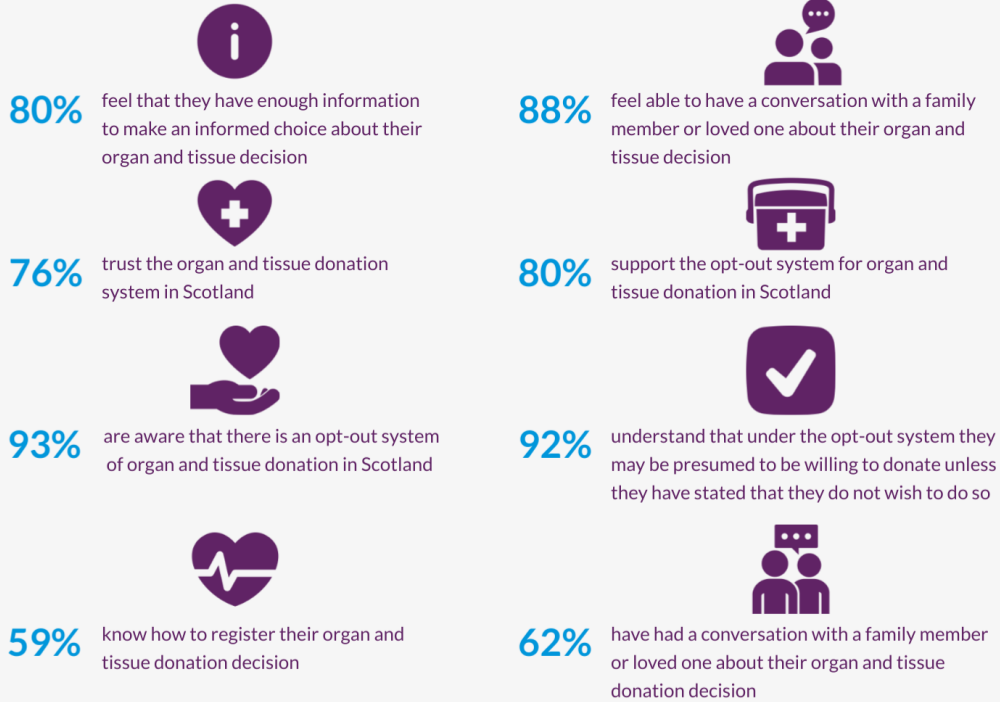 80%
feel that they have enough information
to make an informed choice about their
organ and tissue decision
88%
feel able to have a conversation with a family
member or loved one about their organ and
tissue decision
76%
trust the organ and tissue donation
system in Scotland
80%
support the opt-out system for organ and
tissue donation in Scotland
93%
are aware that there is an opt-out system
of organ and tissue donation in Scotland
92%
understand that under the opt-out system they
may be presumed to be willing to donate unless
they have stated that they do not wish to do so
59%
know how to register their organ and
tissue donation decision
62%
have had a conversation with a family member
or loved one about their organ and tissue
donation decision